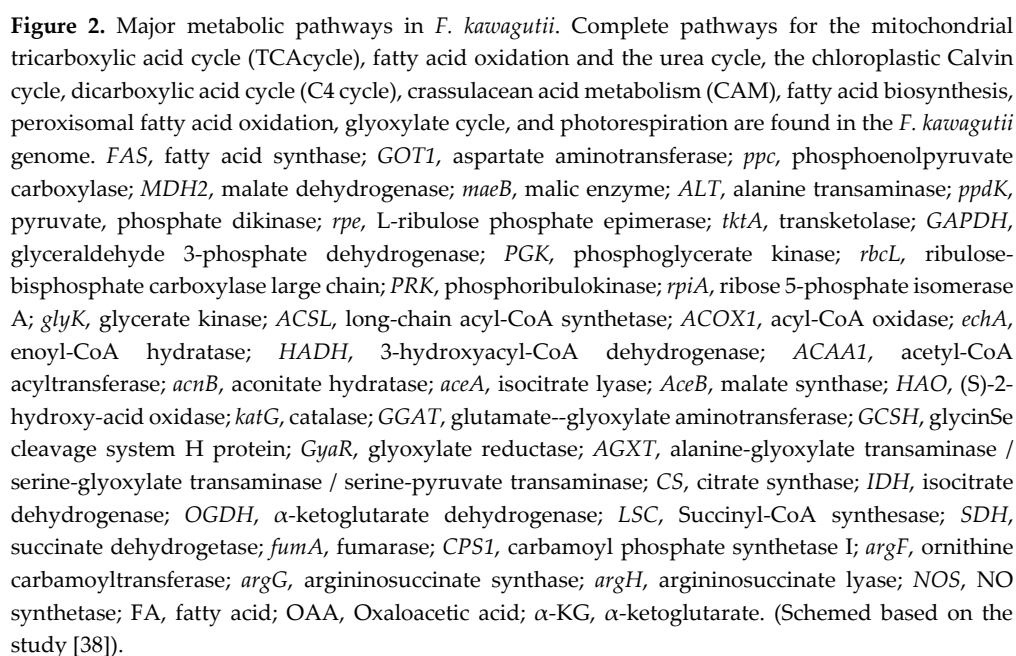 Figure 2. Major metabolic pathways in F. kawagutii. Complete pathways for the mitochondrial
tricarboxylic acid cycle (TCAcycle), fatty acid oxidation and the urea cycle, the chloroplastic Calvin
cycle, dicarboxylic acid cycle (C4 cycle), crassulacean acid metabolism (CAM), fatty acid biosynthesis,
peroxisomal fatty acid oxidation, glyoxylate cycle, and photorespiration are found in the F. kawagutii
genome. FAS, fatty acid synthase; GOT1, aspartate aminotransferase; ppc, phosphoenolpyruvate
carboxylase; MDH2, malate dehydrogenase; maeB, malic enzyme; ALT, alanine transaminase; ppdK,
pyruvate, phosphate dikinase; rpe, L-ribulose phosphate epimerase; tktA, transketolase; GAPDH,
glyceraldehyde 3-phosphate dehydrogenase; PGK, phosphoglycerate kinase; rbcL, ribulose-
bisphosphate carboxylase large chain; PRK, phosphoribulokinase; rpiA, ribose 5-phosphate isomerase
A; glyK, glycerate kinase; ACSL, long-chain acyl-CoA synthetase; ACOX1, acyl-CoA oxidase; echA,
enoyl-CoA hydratase; HADH, 3-hydroxyacyl-CoA dehydrogenase; ACAA1, acetyl-CoA
acyltransferase; acnB, aconitate hydratase; aceA, isocitrate lyase; AceB, malate synthase; HAO, (S)-2-
hydroxy-acid oxidase; katG, catalase; GGAT, glutamate--glyoxylate aminotransferase; GCSH, glycinSe
cleavage system H protein; GyaR, glyoxylate reductase; AGXT, alanine-glyoxylate transaminase /
serine-glyoxylate transaminase / serine-pyruvate transaminase; CS, citrate synthase; IDH, isocitrate
dehydrogenase; OGDH, α-ketoglutarate dehydrogenase; LSC, Succinyl-CoA synthesase; SDH,
succinate dehydrogetase; fumA, fumarase; CPS1, carbamoyl phosphate synthetase I; argF, ornithine
carbamoyltransferase; argG, argininosuccinate synthase; argH, argininosuccinate lyase; NOS, NO
synthetase; FA, fatty acid; OAA, Oxaloacetic acid; α-KG, α-ketoglutarate. (Schemed based on the
study [38]).